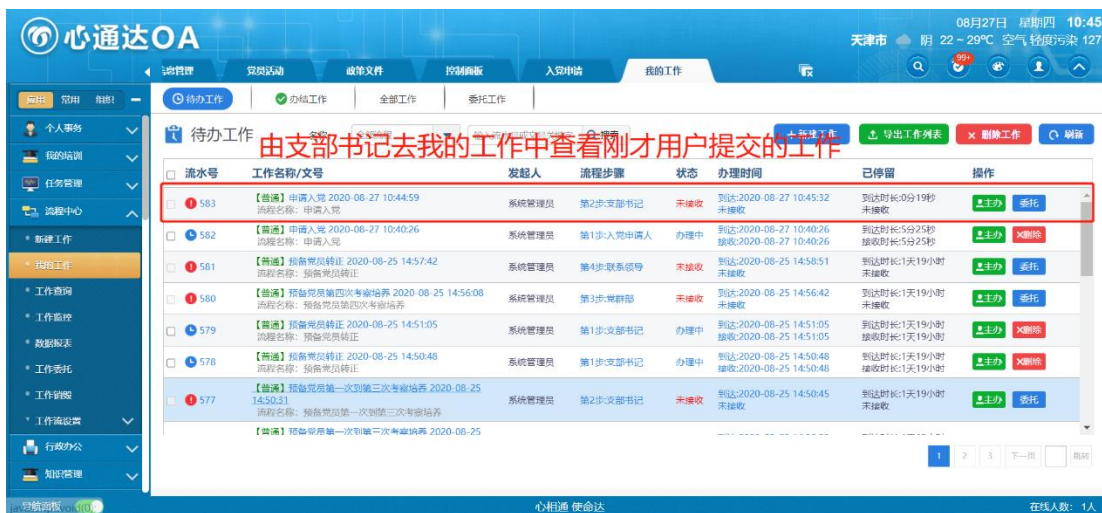 08月27日 星期四 10:45
心通达OA
天津市 阴 22 ~ 29℃ 空气 轻度污染 127
党员活动 政策文件 控制面板 入党申请 我的工作
99+
应用 常用
待办工作 办结工作 全部工作 委托工作
个人事务
待办工作
新建工作 导出工作列表 删除工作 刷新
由支部书记去我的工作中查看刚才用户提交的工作
我的培训
任务管理
流水号 工作名称/文号 发起人 流程步骤 状态 办理时间 已停留 操作
流程中心
583 【普通】申请入党 2020-08-27 10:44:59 系统管理员 第2步:支部书记 未接收 到达:2020-08-27 10:45:32 到达时长:0分19秒 主办 委托
流程名称：申请入党 未接收 未接收
新建工作
582 【普通】申请入党 2020-08-27 10:40:26 系统管理员 第1步:入党申请人 办理中 到达:2020-08-27 10:40:26 到达时长:5分25秒 主办 删除
流程名称：申请入党 接收:2020-08-27 10:40:26 接收时长:5分25秒
我的工作
581 【普通】预备党员转正 2020-08-25 14:57:42 系统管理员 第4步:联系领导 未接收 到达:2020-08-25 14:58:51 到达时长:1天19小时 主办 委托
流程名称：预备党员转正 未接收 未接收
工作查询
580 【普通】预备党员第四次考察培养 2020-08-25 14:56:08 系统管理员 第3步:党群部 未接收 到达:2020-08-25 14:56:42 到达时长:1天19小时 主办 委托
流程名称：预备党员第四次考察培养 未接收 未接收
工作监控
579 【普通】预备党员转正 2020-08-25 14:51:05 系统管理员 第1步:支部书记 办理中 到达:2020-08-25 14:51:05 到达时长:1天19小时 主办 删除
流程名称：预备党员转正 接收:2020-08-25 14:51:05 接收时长:1天19小时
数据报表
578 【普通】预备党员转正 2020-08-25 14:50:48 系统管理员 第1步:支部书记 办理中 到达:2020-08-25 14:50:48 到达时长:1天19小时 主办 删除
流程名称：预备党员转正 接收:2020-08-25 14:50:48 接收时长:1天19小时
工作委托
工作销毁
577 【普通】预备党员第一次到第三次考察培养 2020-08-25 14:50:31 系统管理员 第2步:支部书记 未接收 到达:2020-08-25 14:50:45 到达时长:1天19小时 主办 委托
流程名称：预备党员第一次到第三次考察培养 未接收 未接收
工作流设置
【普通】预备党员第一次到第三次考察培养 2020-08-25
行政办公
1 2 3 下一页 跳转
知识管理
导航面板 心相通 使命达 在线人数: 1人